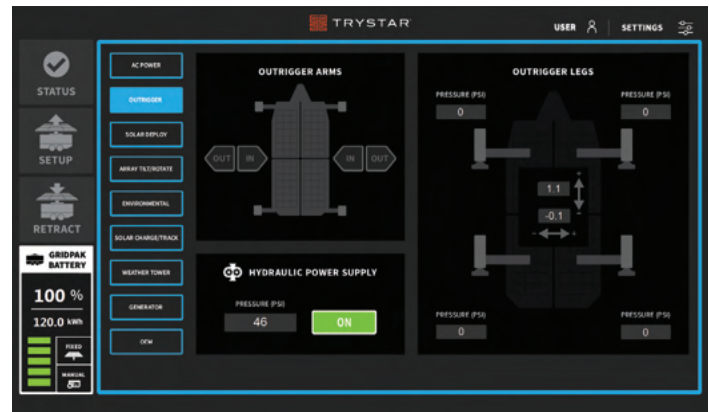 TRYSTAR
USER
SETTINGS
STATUS
SETUP
RETRACT
GRIDPAK
BATTERY
100 %
120.0 kWh
FIXED
MANUAL
AC POWER
OUTRIGGER
SOLAR DEPLOY
ARRAY TILT/ROTATE
ENVIRONMENTAL
SOLAR CHARGE/TRACK
WEATHER TOWER
GENERATOR
OEM
OUTRIGGER ARMS
OUT IN IN OUT
HYDRAULIC POWER SUPPLY
PRESSURE (PSI)
46 ON
OUTRIGGER LEGS
PRESSURE (PSI) PRESSURE (PSI)
0 0
1.1
-0.1
- +
PRESSURE (PSI) PRESSURE (PSI)
0 0